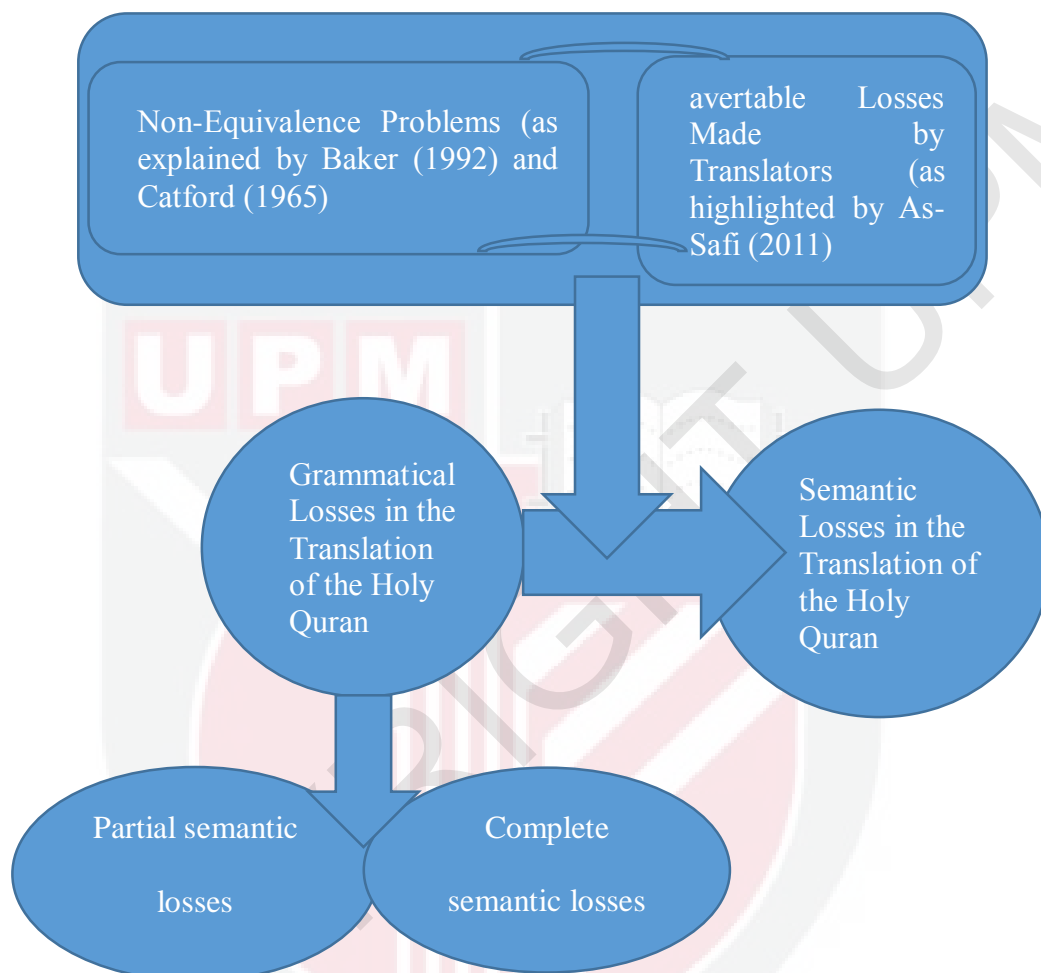 Non-Equivalence Problems (as
explained by Baker (1992) and
Catford (1965)
avertable Losses
Made by
Translators (as
highlighted by As-
Safi (2011)
UPM
Grammatical
Losses in the
Translation
of the Holy
Quran
Semantic
Losses in the
Translation of
the Holy
Quran
Partial semantic
losses
Complete
semantic losses